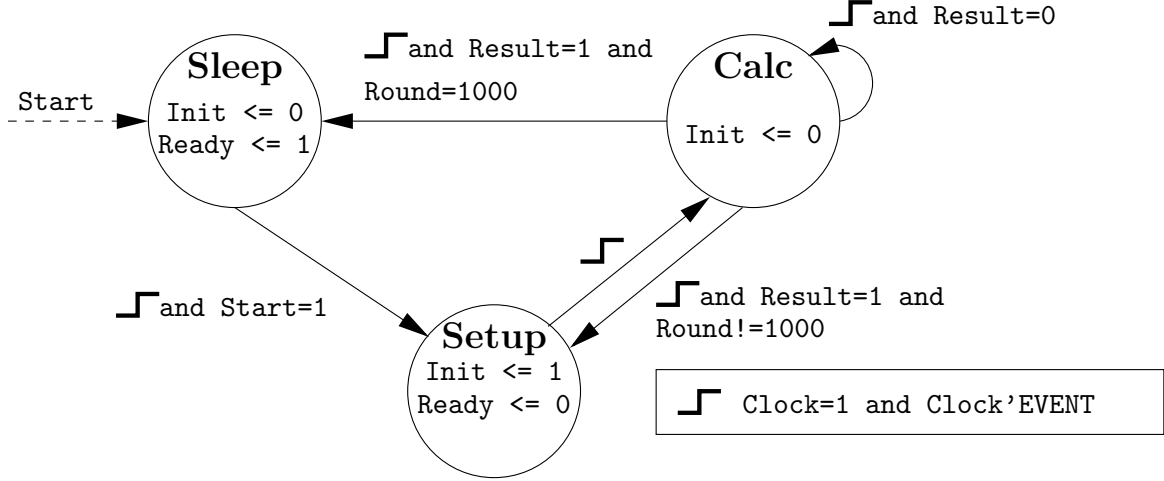 and Result=0
and Result=1 and
Round=1000
Sleep
Init <= 0
Ready <= 1
Start
Calc
Init <= 0
and Start=1
Setup
Init <= 1
Ready <= 0
and Result=1 and
Round!=1000
Clock=1 and Clock'EVENT